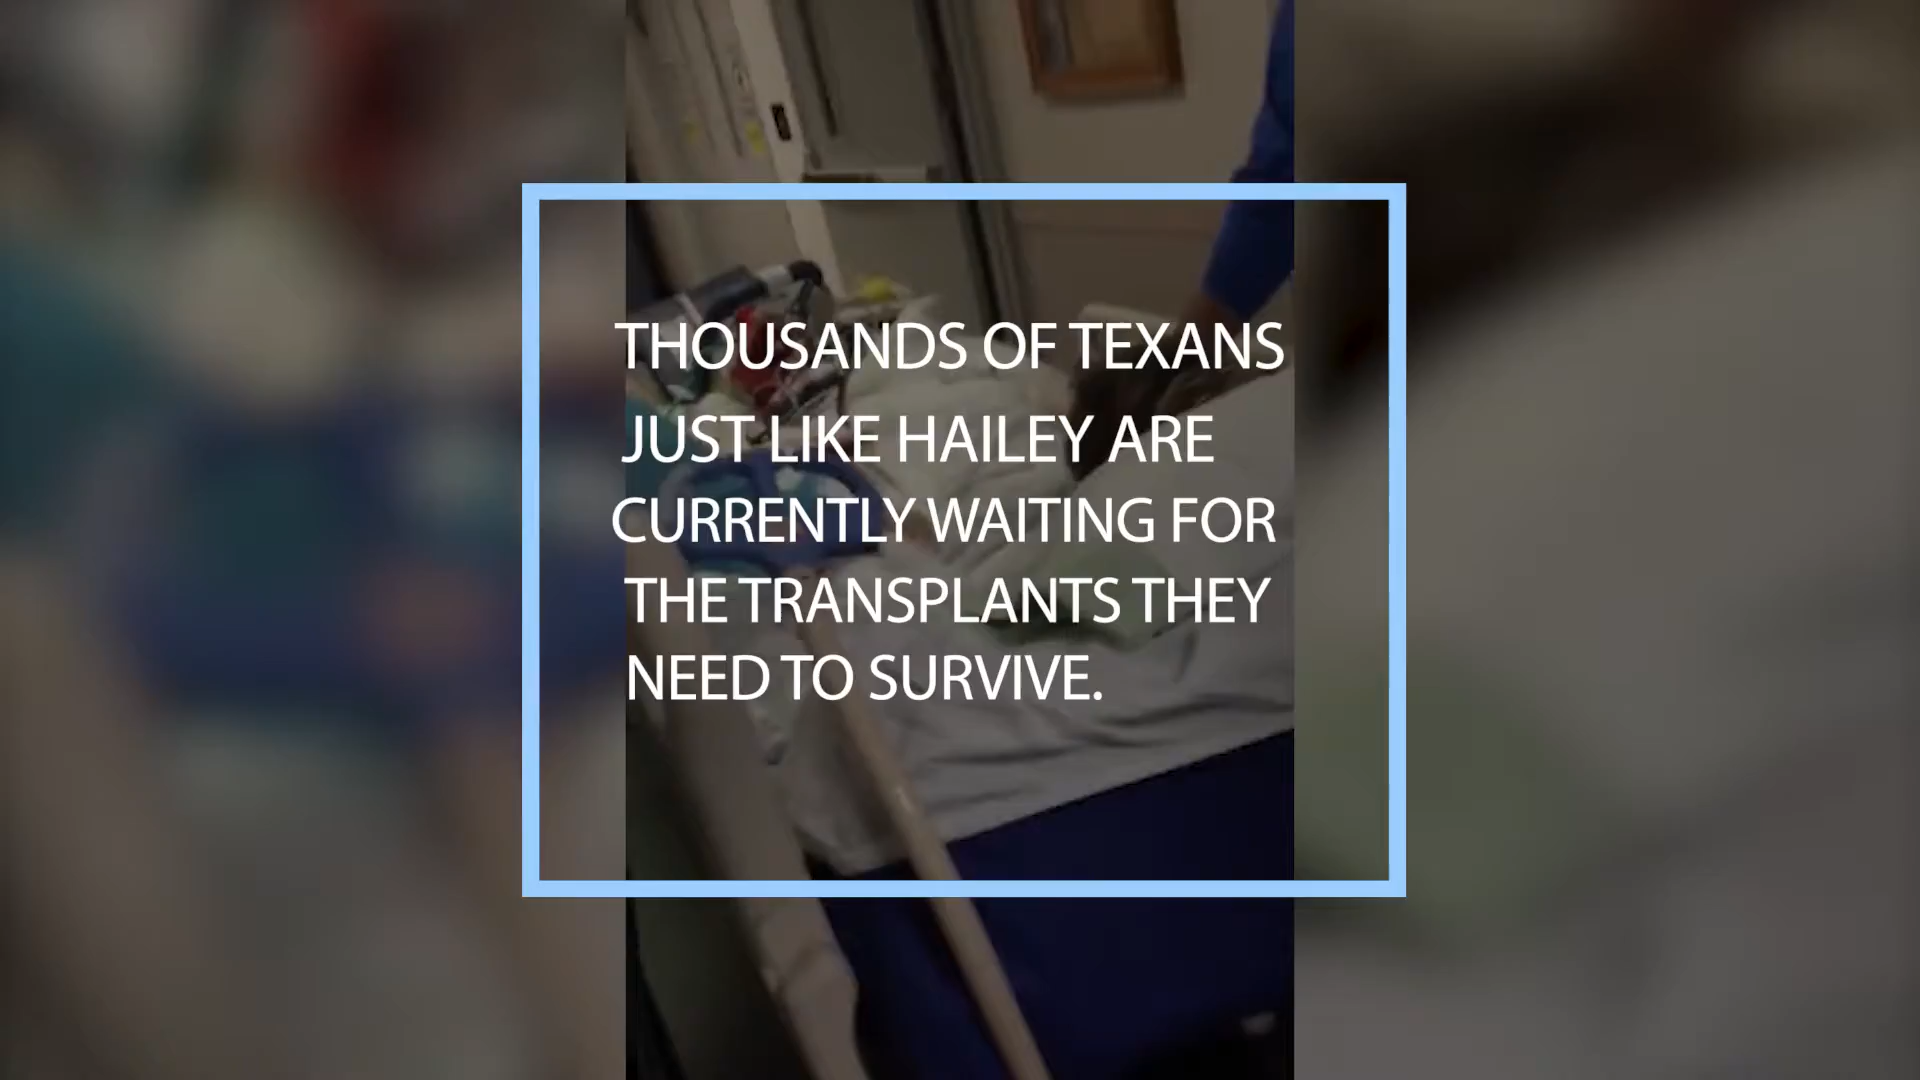 THOUSANDS OF TEXANS
JUST LIKE HAILEY ARE
CURRENTLY WAITING FOR
THE TRANSPLANTS THEY
NEED TO SURVIVE.